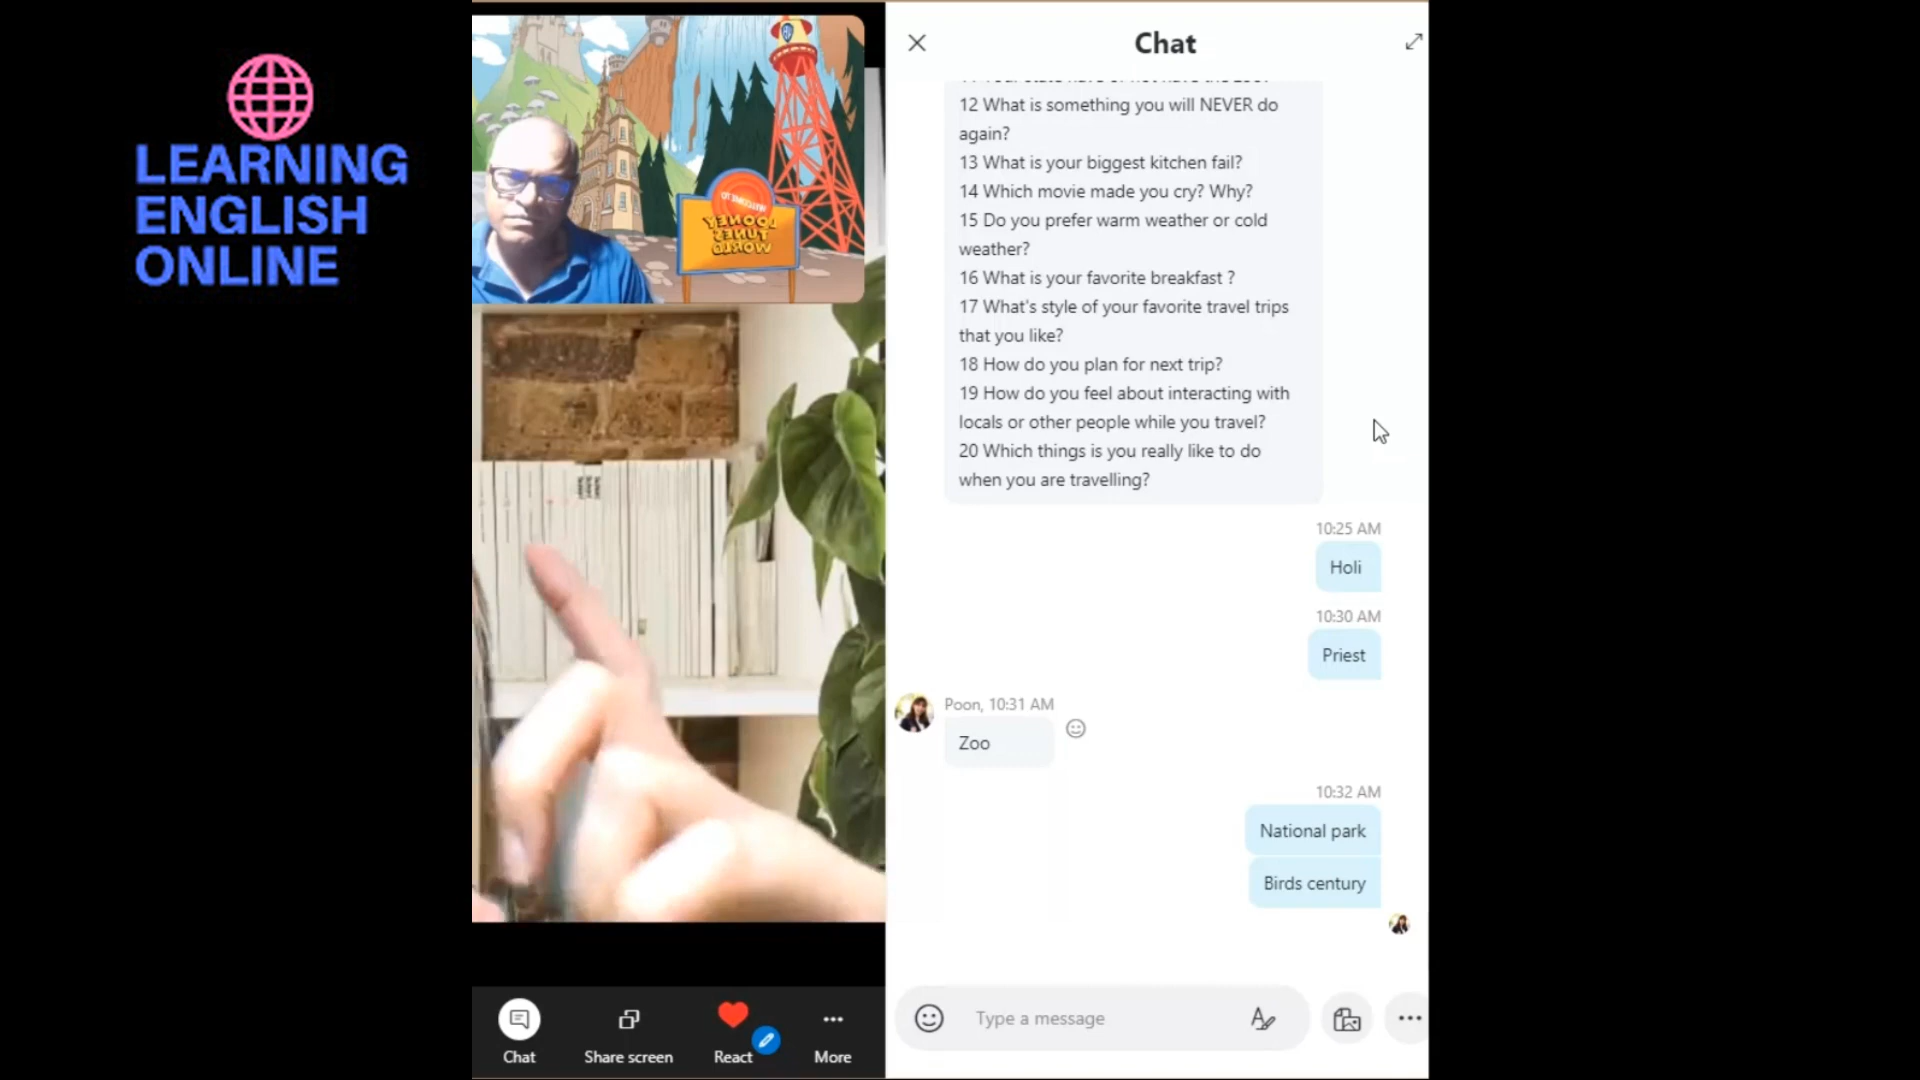 LEARNING
ENGLISH
ONLINE
WELCOME TO
LOONEY
TUNES
WORLD
Chat
12 What is something you will NEVER do
again?
13 What is your biggest kitchen fail?
14 Which movie made you cry? Why?
15 Do you prefer warm weather or cold
weather?
16 What is your favorite breakfast ?
17 What's style of your favorite travel trips
that you like?
18 How do you plan for next trip?
19 How do you feel about interacting with
locals or other people while you travel?
20 Which things is you really like to do
when you are travelling?
10:25 AM
Holi
10:30 AM
Priest
Poon, 10:31 AM
Zoo
10:32 AM
National park
Birds century
Type a message
Chat
Share screen
React
More